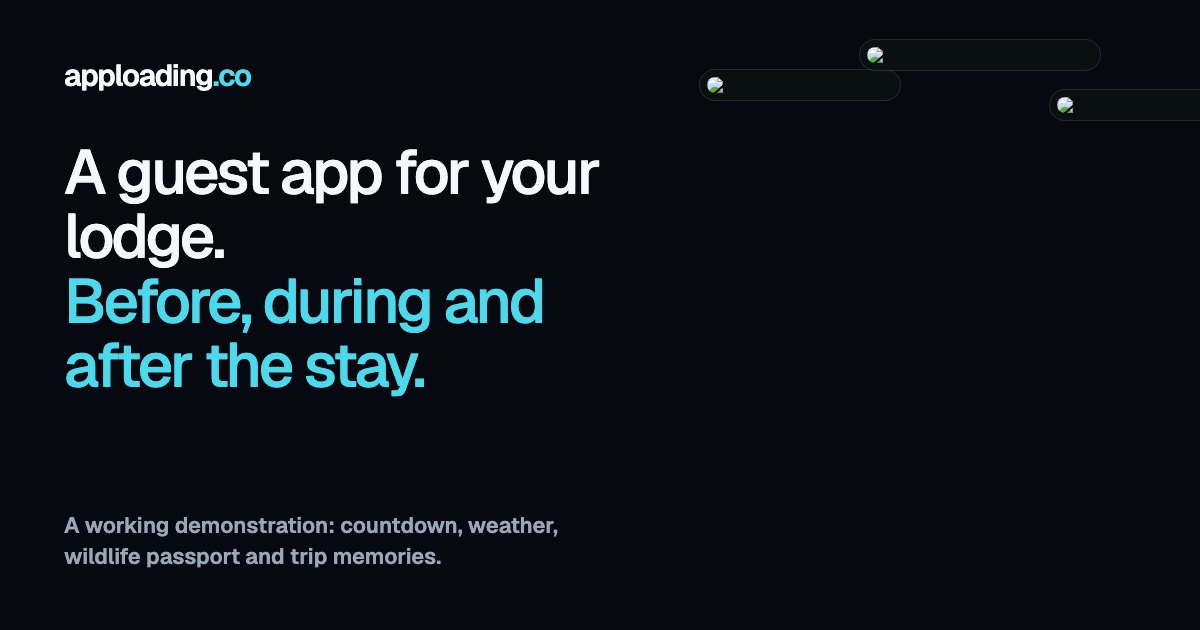 apploading.co
A guest app for your
lodge.
Before, during and
after the stay.
A working demonstration: countdown, weather,
wildlife passport and trip memories.